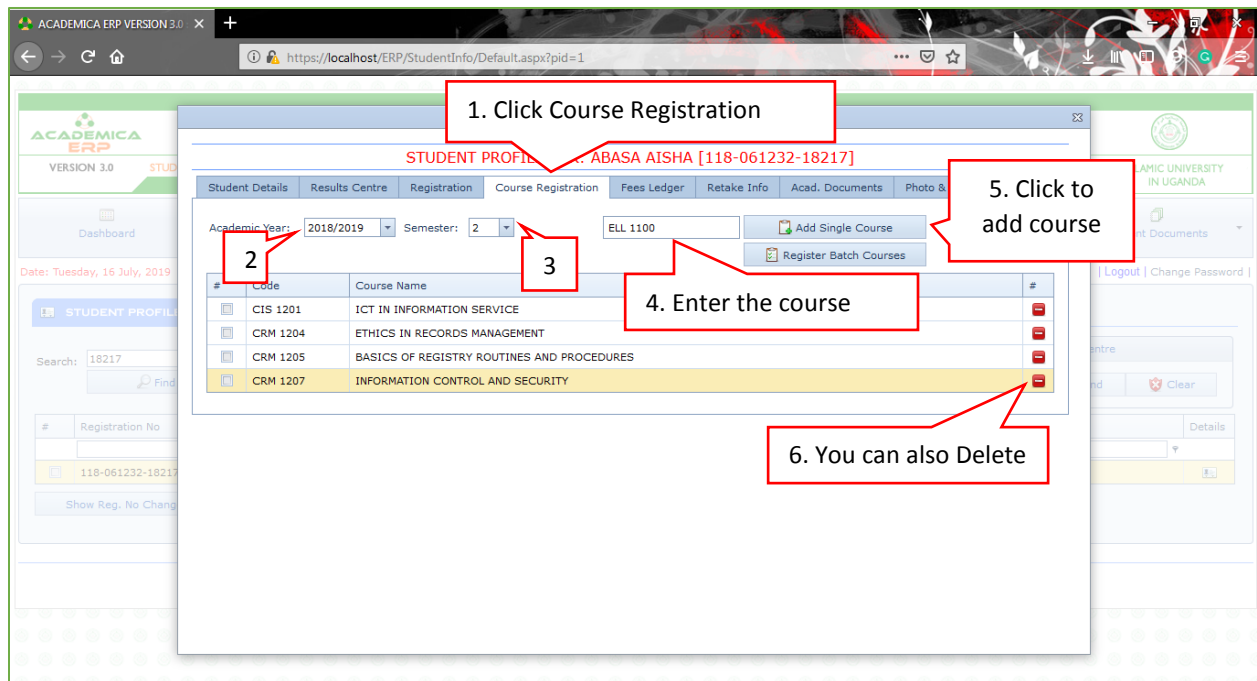 ACADEMICA ERP VERSION 3.0
https://localhost/ERP/StudentInfo/Default.aspx?pid=1
1. Click Course Registration
ACADEMICA
ERP
VERSION 3.0 STUD
AMIC UNIVERSITY
IN UGANDA
STUDENT PROFIL ABASA AISHA [118-061232-18217]
Student Details Results Centre Registration Course Registration Fees Ledger Retake Info Acad. Documents Photo &
5. Click to
add course
Dashboard
nt Documents
Academic Year: 2018/2019 Semester: 2 ELL 1100 Add Single Course
Register Batch Courses
2
3
4. Enter the course
Date: Tuesday, 16 July, 2019
| Logout | Change Password |
# Code Course Name #
CIS 1201 ICT IN INFORMATION SERVICE
CRM 1204 ETHICS IN RECORDS MANAGEMENT
CRM 1205 BASICS OF REGISTRY ROUTINES AND PROCEDURES
CRM 1207 INFORMATION CONTROL AND SECURITY
STUDENT PROFIL
Search: 18217
Find
entre
nd Clear
6. You can also Delete
# Registration No Details
118-061232-18217
Show Reg. No Chang